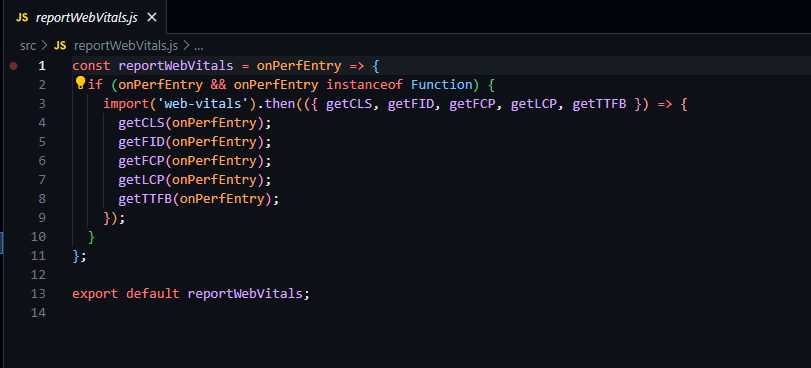 JS reportWebVitals.js ×
src > JS reportWebVitals.js > ...
1 const reportWebVitals = onPerfEntry => {
2   if (onPerfEntry && onPerfEntry instanceof Function) {
3     import('web-vitals').then(({ getCLS, getFID, getFCP, getLCP, getTTFB }) => {
4       getCLS(onPerfEntry);
5       getFID(onPerfEntry);
6       getFCP(onPerfEntry);
7       getLCP(onPerfEntry);
8       getTTFB(onPerfEntry);
9     });
10   }
11 };
12
13 export default reportWebVitals;
14